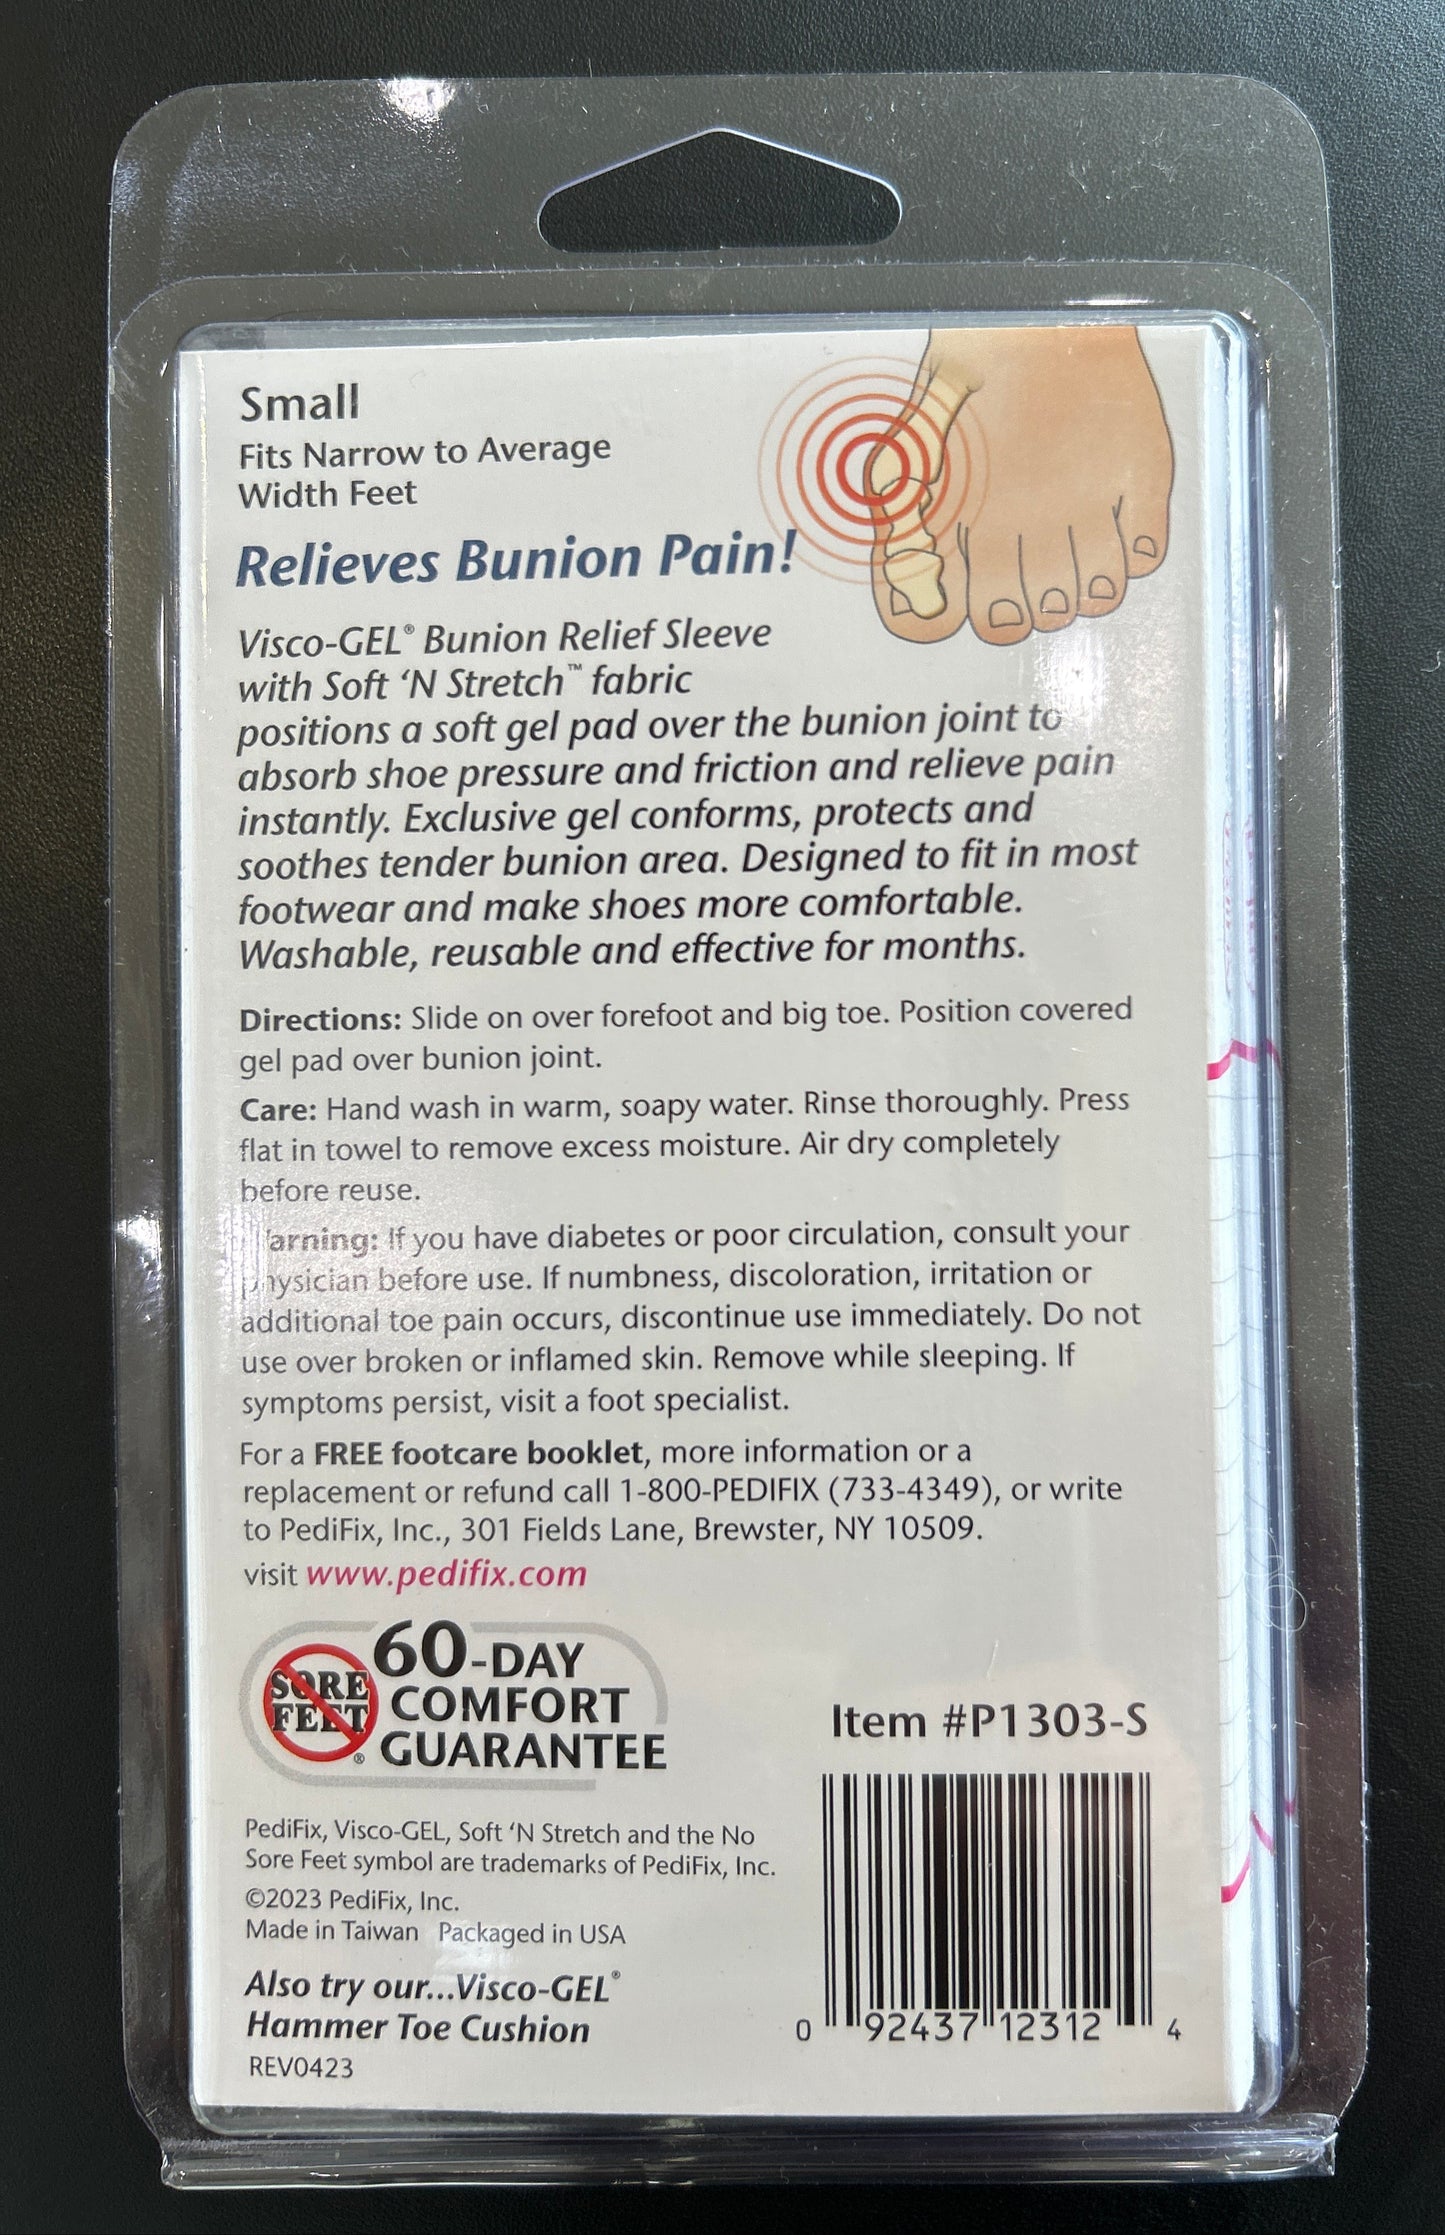 Small
Fits Narrow to Average
Width Feet
Relieves Bunion Pain!
Visco-GEL® Bunion Relief Sleeve
with Soft ‘N Stretch™ fabric
positions a soft gel pad over the bunion joint to
absorb shoe pressure and friction and relieve pain
instantly. Exclusive gel conforms, protects and
soothes tender bunion area. Designed to fit in most
footwear and make shoes more comfortable.
Washable, reusable and effective for months.
Directions: Slide on over forefoot and big toe. Position covered
gel pad over bunion joint.
Care: Hand wash in warm, soapy water. Rinse thoroughly. Press
flat in towel to remove excess moisture. Air dry completely
before reuse.
Warning: If you have diabetes or poor circulation, consult your
physician before use. If numbness, discoloration, irritation or
additional toe pain occurs, discontinue use immediately. Do not
use over broken or inflamed skin. Remove while sleeping. If
symptoms persist, visit a foot specialist.
For a FREE footcare booklet, more information or a
replacement or refund call 1-800-PEDIFIX (733-4349), or write
to PediFix, Inc., 301 Fields Lane, Brewster, NY 10509.
visit www.pedifix.com
SORE
FEET®
60-DAY
COMFORT
GUARANTEE
Item #P1303-S
PediFix, Visco-GEL, Soft ‘N Stretch and the No
Sore Feet symbol are trademarks of PediFix, Inc.
©2023 PediFix, Inc.
Made in Taiwan Packaged in USA
Also try our...Visco-GEL®
Hammer Toe Cushion
REV0423
0 92437 12312 4